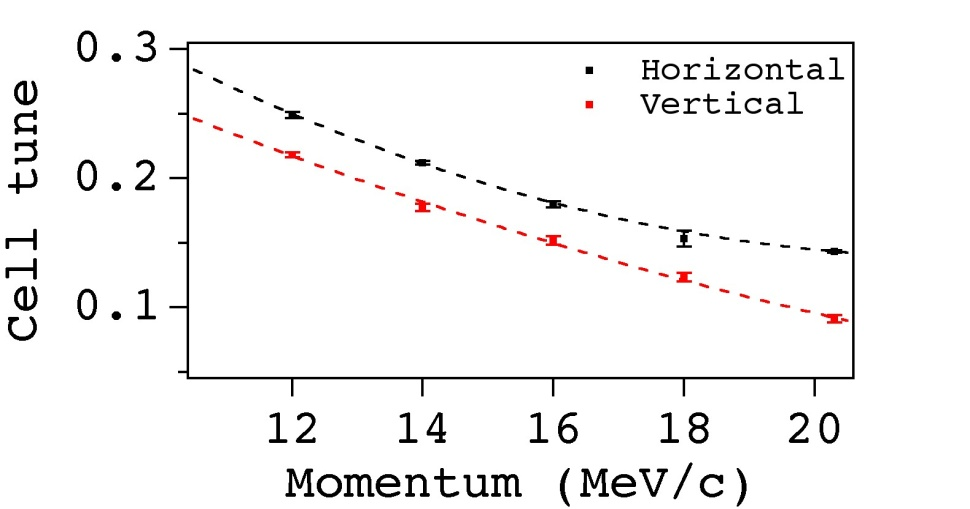 0.3
0.2
0.1
Cell tune
Horizontal
Vertical
12 14 16 18 20
Momentum (MeV/c)